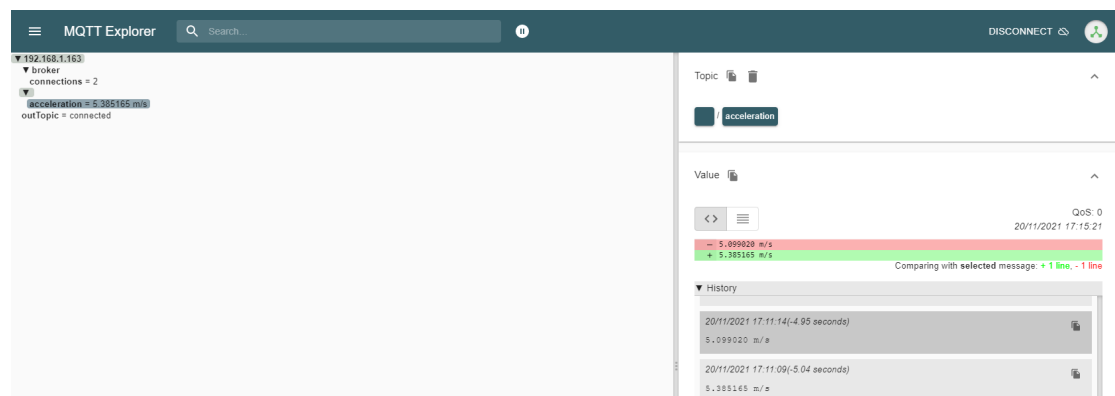 MQTT Explorer
Search...
DISCONNECT
▼ 192.168.1.163
▼ broker
connections = 2
▼
acceleration = 5.385165 m/s
outTopic = connected
Topic
/ acceleration
Value
QoS: 0
20/11/2021 17:15:21
- 5.099020 m/s
+ 5.385165 m/s
Comparing with selected message: + 1 line, - 1 line
▼ History
20/11/2021 17:11:14(-4.95 seconds)
5.099020 m/s
20/11/2021 17:11:09(-5.04 seconds)
5.385165 m/s